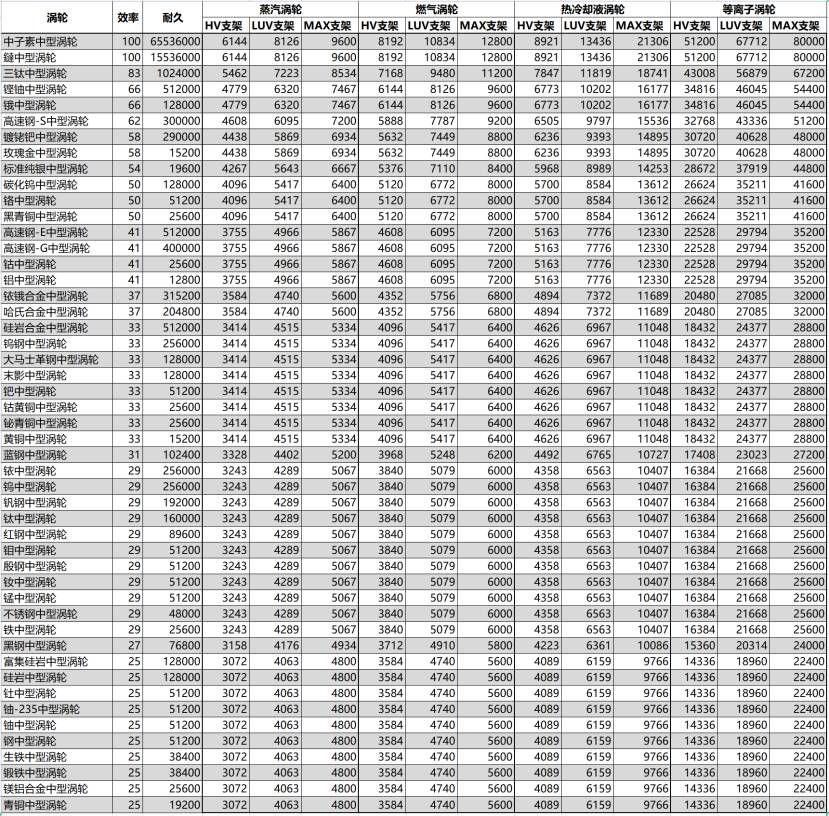 涡轮 效率 耐久 蒸汽涡轮 燃气涡轮 热冷却液涡轮 等离子涡轮
HV支架 LUV支架 MAX支架 HV支架 LUV支架 MAX支架 HV支架 LUV支架 MAX支架 HV支架 LUV支架 MAX支架
中子素中型涡轮 100 65536000 6144 8126 9600 8192 10834 12800 8921 13436 21306 51200 67712 80000
鿏中型涡轮 100 15536000 6144 8126 9600 8192 10834 12800 8921 13436 21306 51200 67712 80000
三钛中型涡轮 83 1024000 5462 7223 8534 7168 9480 11200 7847 11819 18741 43008 56879 67200
硅铀中型涡轮 66 512000 4779 6320 7467 6144 8126 9600 6773 10202 16177 34816 46045 54400
锇中型涡轮 66 128000 4779 6320 7467 6144 8126 9600 6773 10202 16177 34816 46045 54400
高速钢-S中型涡轮 62 300000 4608 6095 7200 5888 7787 9200 6505 9797 15536 32768 43336 51200
镀铑钯中型涡轮 58 290000 4438 5869 6934 5632 7449 8800 6236 9393 14895 30720 40628 48000
玫瑰金中型涡轮 58 15200 4438 5869 6934 5632 7449 8800 6236 9393 14895 30720 40628 48000
标准纯银中型涡轮 54 19600 4267 5643 6667 5376 7110 8400 5968 8989 14253 28672 37919 44800
碳化钨中型涡轮 50 128000 4096 5417 6400 5120 6772 8000 5700 8584 13612 26624 35211 41600
铬中型涡轮 50 51200 4096 5417 6400 5120 6772 8000 5700 8584 13612 26624 35211 41600
黑青铜中型涡轮 50 25600 4096 5417 6400 5120 6772 8000 5700 8584 13612 26624 35211 41600
高速钢-E中型涡轮 41 512000 3755 4966 5867 4608 6095 7200 5163 7776 12330 22528 29794 35200
高速钢-G中型涡轮 41 400000 3755 4966 5867 4608 6095 7200 5163 7776 12330 22528 29794 35200
钴中型涡轮 41 25600 3755 4966 5867 4608 6095 7200 5163 7776 12330 22528 29794 35200
铝中型涡轮 41 12800 3755 4966 5867 4608 6095 7200 5163 7776 12330 22528 29794 35200
铱锇合金中型涡轮 37 315200 3584 4740 5600 4352 5756 6800 4894 7372 11689 20480 27085 32000
哈氏合金中型涡轮 37 204800 3584 4740 5600 4352 5756 6800 4894 7372 11689 20480 27085 32000
硅岩合金中型涡轮 33 512000 3414 4515 5334 4096 5417 6400 4626 6967 11048 18432 24377 28800
钨钢中型涡轮 33 256000 3414 4515 5334 4096 5417 6400 4626 6967 11048 18432 24377 28800
大马士革钢中型涡轮 33 128000 3414 4515 5334 4096 5417 6400 4626 6967 11048 18432 24377 28800
末影中型涡轮 33 128000 3414 4515 5334 4096 5417 6400 4626 6967 11048 18432 24377 28800
钯中型涡轮 33 51200 3414 4515 5334 4096 5417 6400 4626 6967 11048 18432 24377 28800
钴黄铜中型涡轮 33 25600 3414 4515 5334 4096 5417 6400 4626 6967 11048 18432 24377 28800
铋青铜中型涡轮 33 25600 3414 4515 5334 4096 5417 6400 4626 6967 11048 18432 24377 28800
黄铜中型涡轮 33 15200 3414 4515 5334 4096 5417 6400 4626 6967 11048 18432 24377 28800
蓝钢中型涡轮 31 102400 3328 4402 5200 3968 5248 6200 4492 6765 10727 17408 23023 27200
铱中型涡轮 29 256000 3243 4289 5067 3840 5079 6000 4358 6563 10407 16384 21668 25600
钨中型涡轮 29 256000 3243 4289 5067 3840 5079 6000 4358 6563 10407 16384 21668 25600
钒钢中型涡轮 29 192000 3243 4289 5067 3840 5079 6000 4358 6563 10407 16384 21668 25600
钛中型涡轮 29 160000 3243 4289 5067 3840 5079 6000 4358 6563 10407 16384 21668 25600
红钢中型涡轮 29 89600 3243 4289 5067 3840 5079 6000 4358 6563 10407 16384 21668 25600
钼中型涡轮 29 51200 3243 4289 5067 3840 5079 6000 4358 6563 10407 16384 21668 25600
殷钢中型涡轮 29 51200 3243 4289 5067 3840 5079 6000 4358 6563 10407 16384 21668 25600
钕中型涡轮 29 51200 3243 4289 5067 3840 5079 6000 4358 6563 10407 16384 21668 25600
锰中型涡轮 29 51200 3243 4289 5067 3840 5079 6000 4358 6563 10407 16384 21668 25600
不锈钢中型涡轮 29 48000 3243 4289 5067 3840 5079 6000 4358 6563 10407 16384 21668 25600
铁中型涡轮 29 25600 3243 4289 5067 3840 5079 6000 4358 6563 10407 16384 21668 25600
黑钢中型涡轮 27 76800 3158 4176 4934 3712 4910 5800 4223 6361 10086 15360 20314 24000
富集硅岩中型涡轮 25 128000 3072 4063 4800 3584 4740 5600 4089 6159 9766 14336 18960 22400
硅岩中型涡轮 25 128000 3072 4063 4800 3584 4740 5600 4089 6159 9766 14336 18960 22400
钍中型涡轮 25 51200 3072 4063 4800 3584 4740 5600 4089 6159 9766 14336 18960 22400
铀-235中型涡轮 25 51200 3072 4063 4800 3584 4740 5600 4089 6159 9766 14336 18960 22400
铀中型涡轮 25 51200 3072 4063 4800 3584 4740 5600 4089 6159 9766 14336 18960 22400
钢中型涡轮 25 51200 3072 4063 4800 3584 4740 5600 4089 6159 9766 14336 18960 22400
生铁中型涡轮 25 38400 3072 4063 4800 3584 4740 5600 4089 6159 9766 14336 18960 22400
锻铁中型涡轮 25 38400 3072 4063 4800 3584 4740 5600 4089 6159 9766 14336 18960 22400
镁铝合金中型涡轮 25 25600 3072 4063 4800 3584 4740 5600 4089 6159 9766 14336 18960 22400
青铜中型涡轮 25 19200 3072 4063 4800 3584 4740 5600 4089 6159 9766 14336 18960 22400